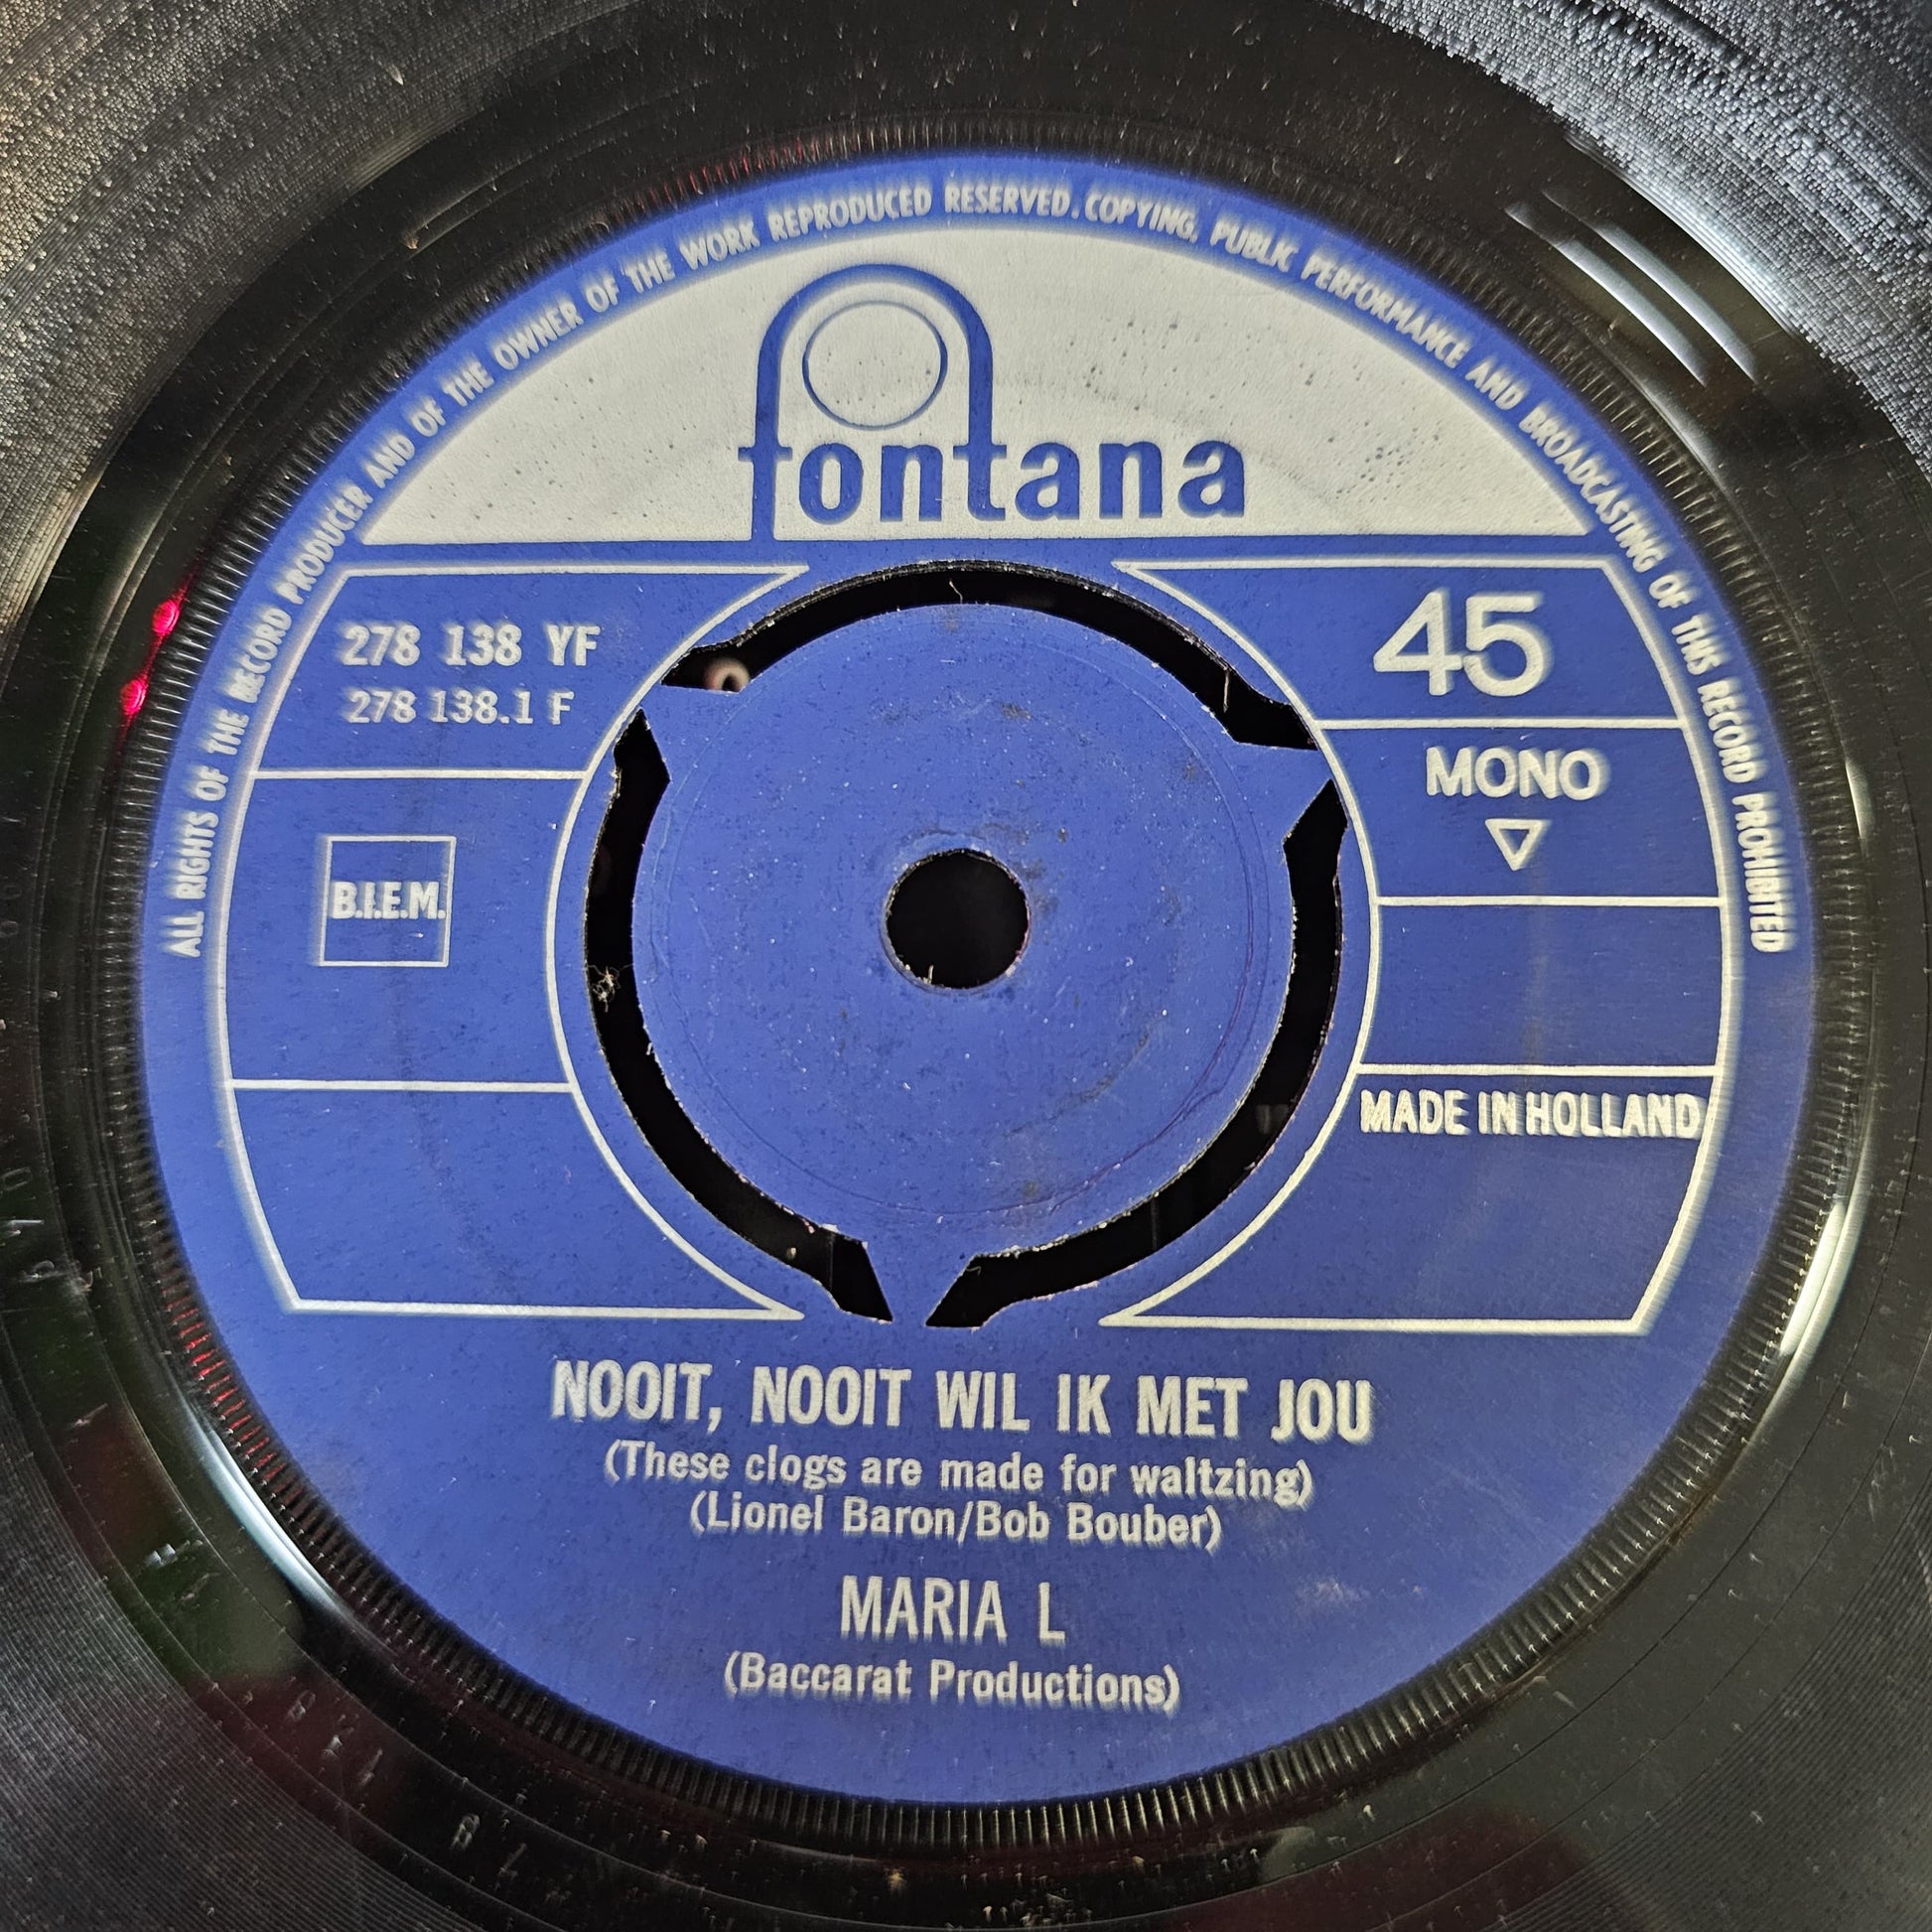 ALL RIGHTS OF THE RECORD PRODUCER AND OF THE OWNER OF THE WORK REPRODUCED RESERVED. COPYING, PUBLIC PERFORMANCE AND BROADCASTING OF THIS RECORD PROHIBITED
fontana
278 138 YF
278 138.1 F
B.I.E.M.
45
MONO
MADE IN HOLLAND
NOOIT, NOOIT WIL IK MET JOU
(These clogs are made for waltzing)
(Lionel Baron/Bob Bouber)
MARIA L
(Baccarat Productions)